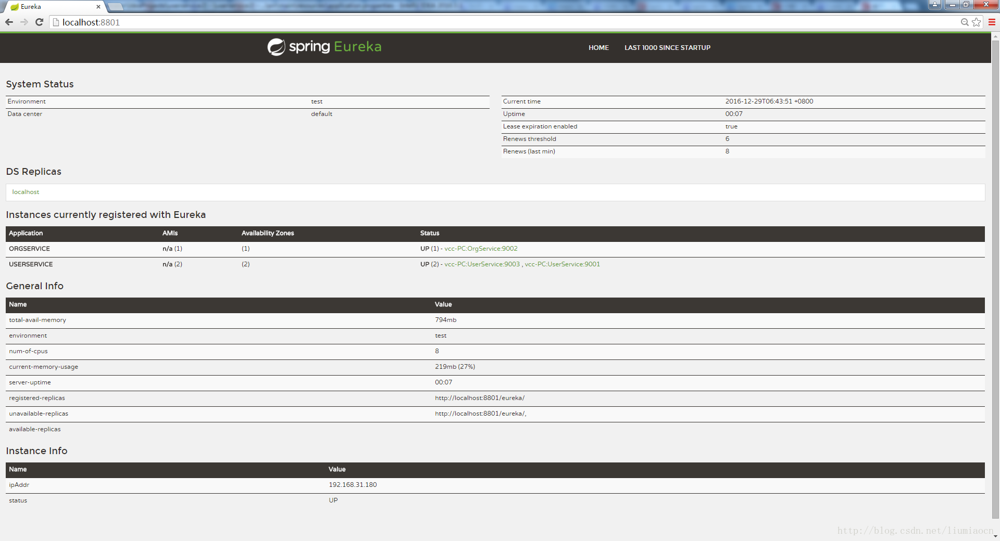 Eureka
localhost:8801
spring Eureka
HOME LAST 1000 SINCE STARTUP
System Status
Environment test
Data center default
Current time 2016-12-29T06:43:51 +0800
Uptime 00:07
Lease expiration enabled true
Renews threshold 6
Renews (last min) 8
DS Replicas
localhost
Instances currently registered with Eureka
Application AMIs Availability Zones Status
ORGSERVICE n/a (1) (1) UP (1) - vcc-PC:OrgService:9002
USERSERVICE n/a (2) (2) UP (2) - vcc-PC:UserService:9003 , vcc-PC:UserService:9001
General Info
Name Value
total-avail-memory 794mb
environment test
num-of-cpus 8
current-memory-usage 219mb (27%)
server-uptime 00:07
registered-replicas http://localhost:8801/eureka/
unavailable-replicas http://localhost:8801/eureka/,
available-replicas
Instance Info
Name Value
ipAddr 192.168.31.180
status UP
http://blog.csdn.net/liumiaocn